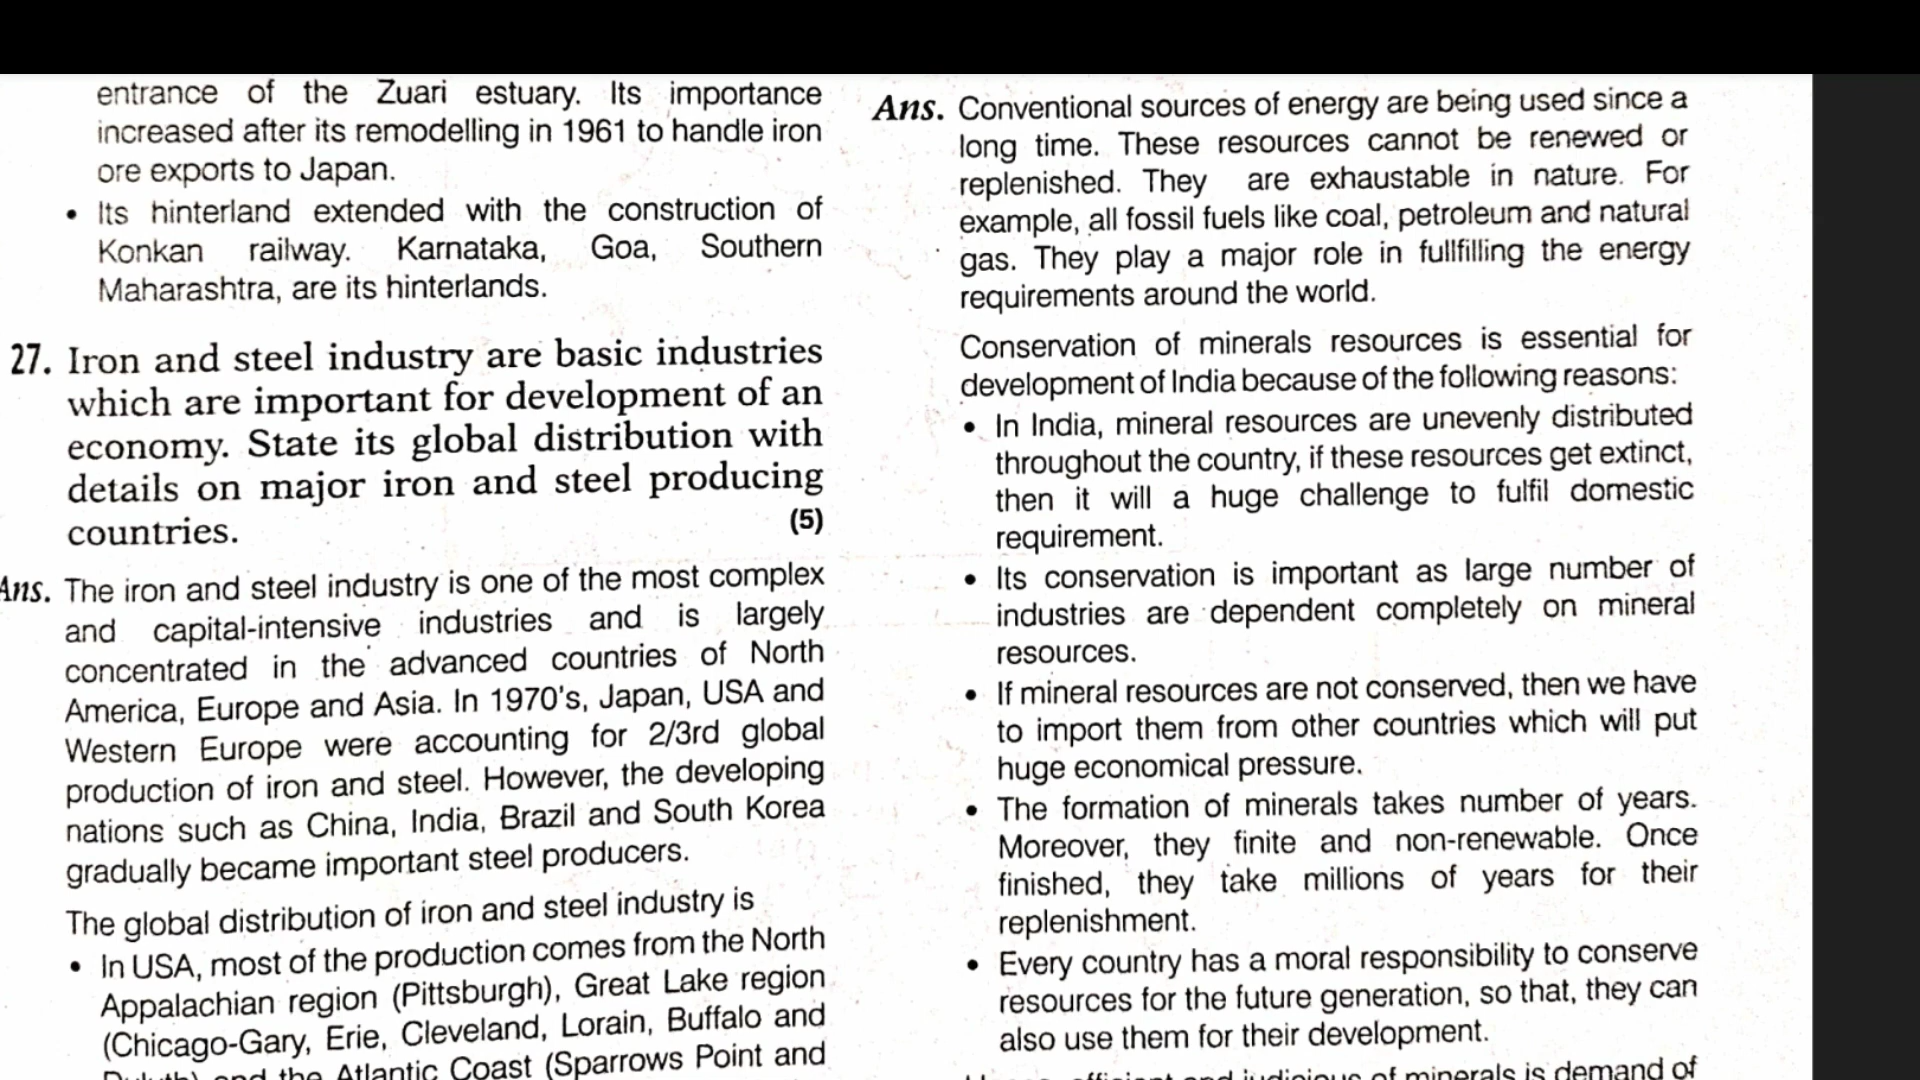 entrance of the Zuari estuary. Its importance
increased after its remodelling in 1961 to handle iron
ore exports to Japan.
• Its hinterland extended with the construction of
Konkan railway. Karnataka, Goa, Southern
Maharashtra, are its hinterlands.
27. Iron and steel industry are basic industries
which are important for development of an
economy. State its global distribution with
details on major iron and steel producing
countries. (5)
Ans. The iron and steel industry is one of the most complex
and capital-intensive industries and is largely
concentrated in the advanced countries of North
America, Europe and Asia. In 1970's, Japan, USA and
Western Europe were accounting for 2/3rd global
production of iron and steel. However, the developing
nations such as China, India, Brazil and South Korea
gradually became important steel producers.
The global distribution of iron and steel industry is
• In USA, most of the production comes from the North
Appalachian region (Pittsburgh), Great Lake region
(Chicago-Gary, Erie, Cleveland, Lorain, Buffalo and
Duluth) and the Atlantic Coast (Sparrows Point and
Ans. Conventional sources of energy are being used since a
long time. These resources cannot be renewed or
replenished. They are exhaustable in nature. For
example, all fossil fuels like coal, petroleum and natural
gas. They play a major role in fullfilling the energy
requirements around the world.
Conservation of minerals resources is essential for
development of India because of the following reasons:
• In India, mineral resources are unevenly distributed
throughout the country, if these resources get extinct,
then it will a huge challenge to fulfil domestic
requirement.
• Its conservation is important as large number of
industries are dependent completely on mineral
resources.
• If mineral resources are not conserved, then we have
to import them from other countries which will put
huge economical pressure.
• The formation of minerals takes number of years.
Moreover, they finite and non-renewable. Once
finished, they take millions of years for their
replenishment.
• Every country has a moral responsibility to conserve
resources for the future generation, so that, they can
also use them for their development.
efficient and judicious of minerals is demand of